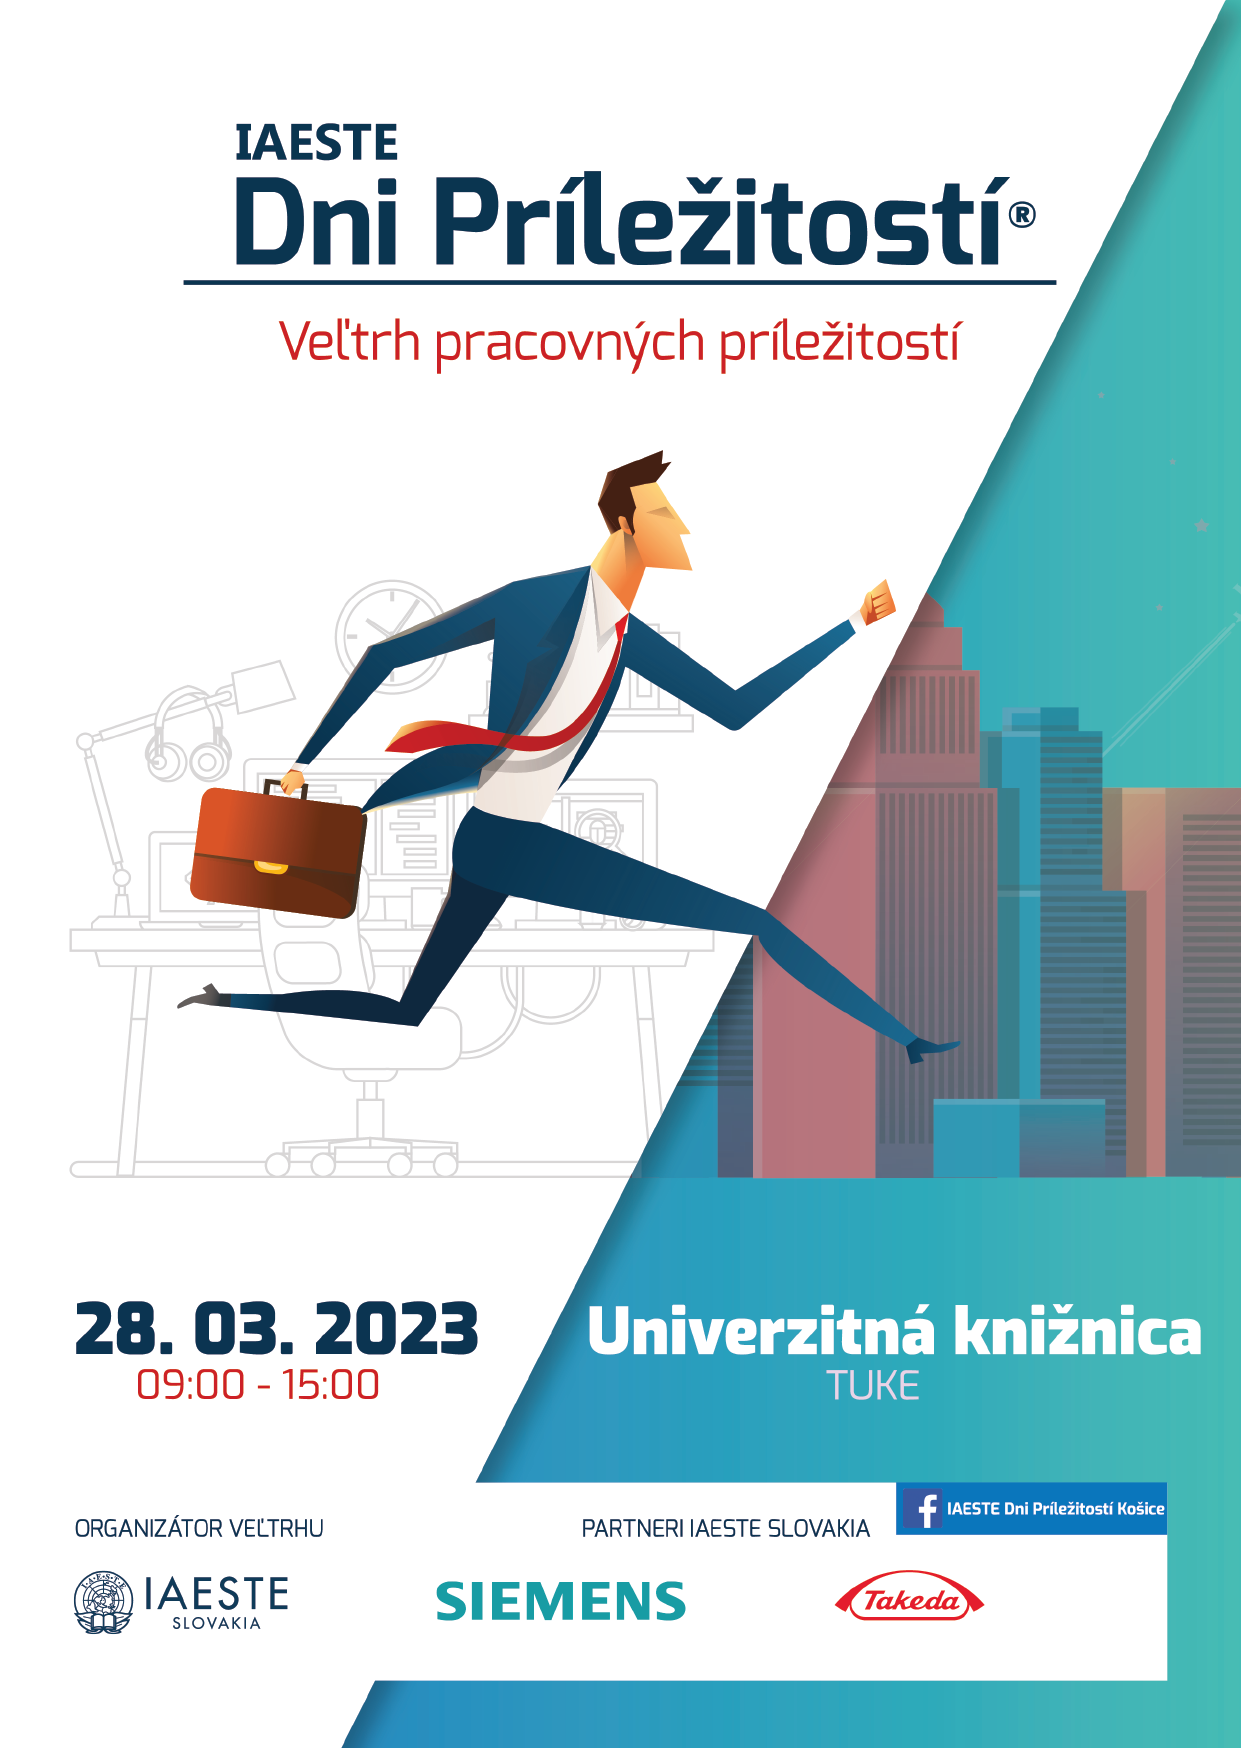 IAESTE
Dni Príležitostí®
Veľtrh pracovných príležitostí
28. 03. 2023
09:00 - 15:00
Univerzitná knižnica
TUKE
IAESTE Dni Príležitostí Košice
ORGANIZÁTOR VEĽTRHU
PARTNERI IAESTE SLOVAKIA
I.A.E.S.T.E
IAESTE
SLOVAKIA
SIEMENS
Takeda